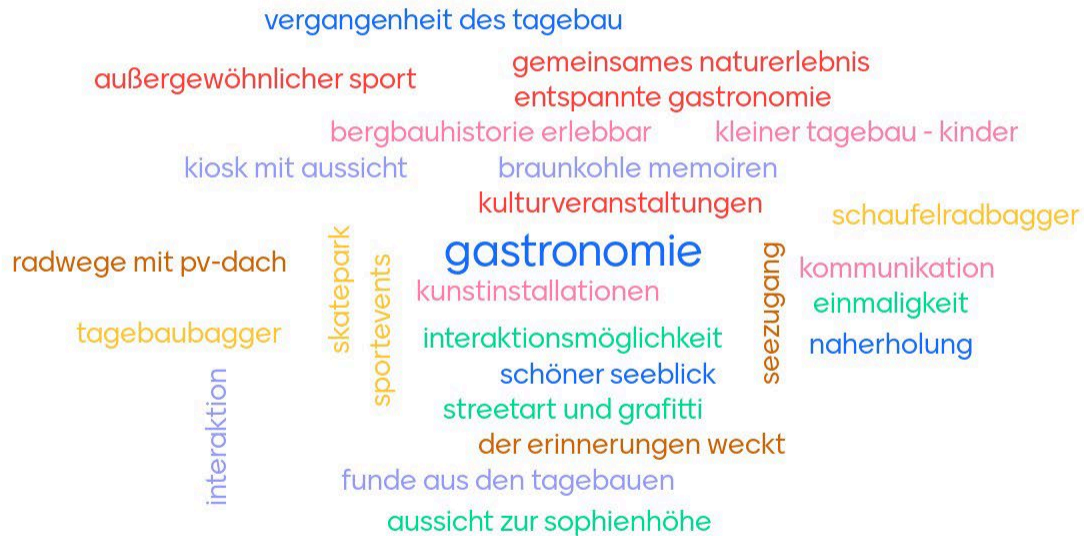 vergangenheit des tagebau
gemeinsames naturerlebnis
außergewöhnlicher sport
entspannte gastronomie
bergbauhistorie erlebbar
kleiner tagebau - kinder
kiosk mit aussicht
braunkohle memoiren
kulturveranstaltungen
schaufelradbagger
gastronomie
radwege mit pv-dach
skatepark
sportevents
seezugang
kommunikation
kunstinstallationen
einmaligkeit
tagebaubagger
interaktionsmöglichkeit
naherholung
schöner seeblick
interaktion
streetart und grafitti
der erinnerungen weckt
funde aus den tagebauen
aussicht zur sophienhöhe